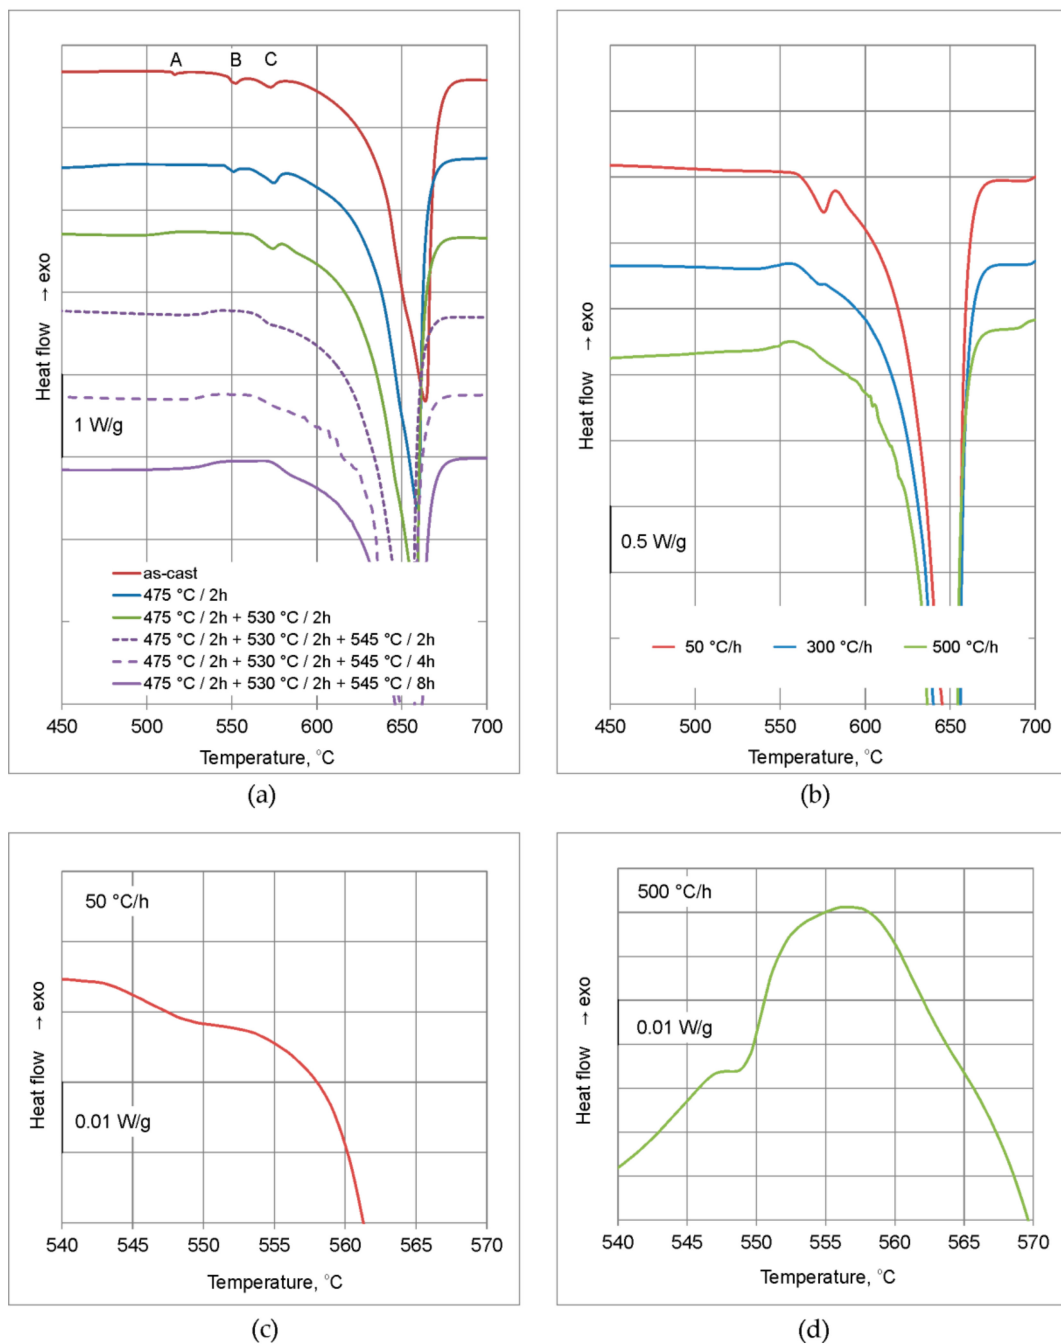 A B C
Heat flow → exo
1 W/g
as-cast
475 °C / 2h
475 °C / 2h + 530 °C / 2h
475 °C / 2h + 530 °C / 2h + 545 °C / 2h
475 °C / 2h + 530 °C / 2h + 545 °C / 4h
475 °C / 2h + 530 °C / 2h + 545 °C / 8h
450 500 550 600 650 700
Temperature, °C
(a)
Heat flow → exo
0.5 W/g
50 °C/h 300 °C/h 500 °C/h
450 500 550 600 650 700
Temperature, °C
(b)
50 °C/h
Heat flow → exo
0.01 W/g
540 545 550 555 560 565 570
Temperature, °C
(c)
500 °C/h
Heat flow → exo
0.01 W/g
540 545 550 555 560 565 570
Temperature, °C
(d)